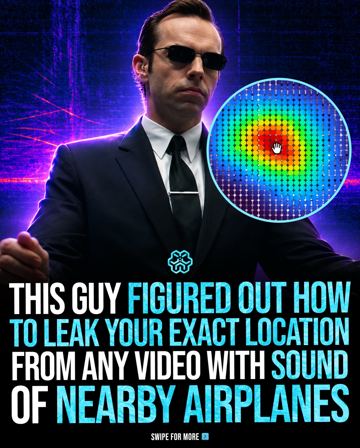 THIS GUY FIGURED OUT HOW
TO LEAK YOUR EXACT LOCATION
FROM ANY VIDEO WITH SOUND
OF NEARBY AIRPLANES
SWIPE FOR MORE